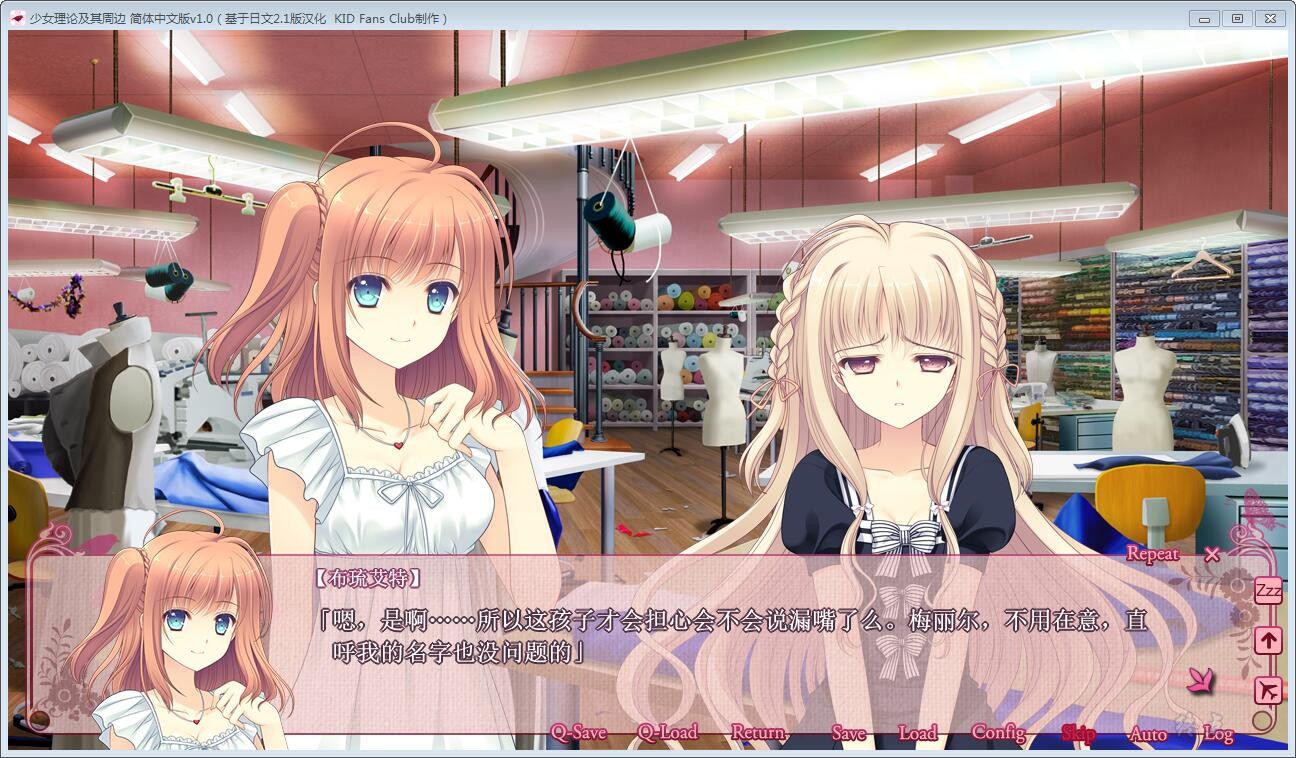 少女理论及其周边 简体中文版v1.0 ( 基于日文2.1版汉化  KID Fans Club制作 )
Repeat
【布琉艾特】
Zzz
「嗯，是啊……所以这孩子才会担心会不会说漏嘴了么。梅丽尔，不用在意，直
呼我的名字也没问题的」
Q-Save Q-Load Return Save Load Config Skip Auto Log